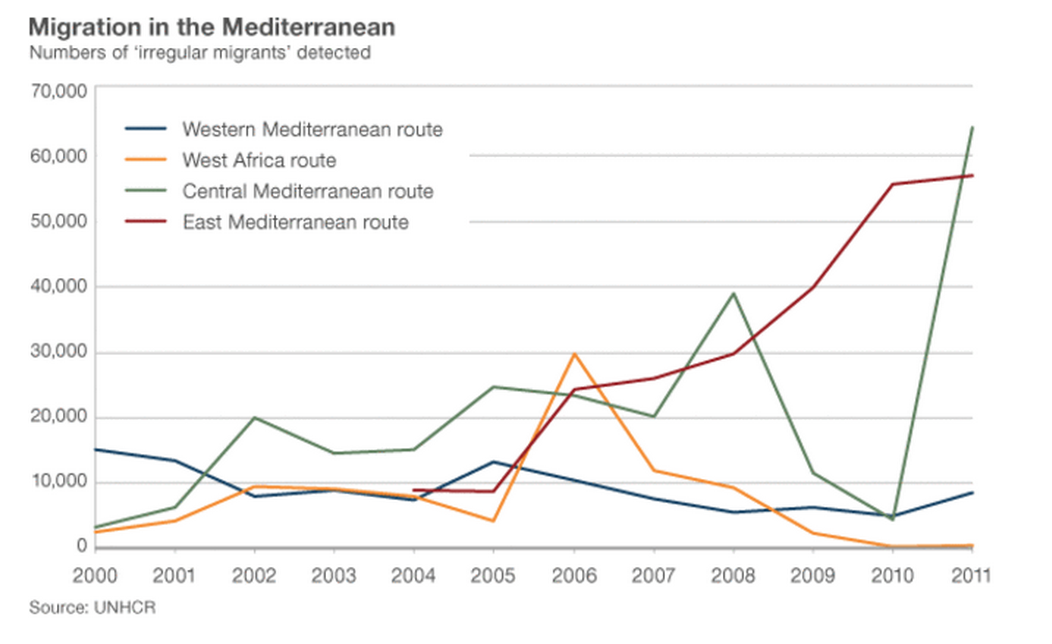 Migration in the Mediterranean
Numbers of ‘irregular migrants’ detected
70,000
60,000
50,000
40,000
30,000
20,000
10,000
0
Western Mediterranean route
West Africa route
Central Mediterranean route
East Mediterranean route
2000 2001 2002 2003 2004 2005 2006 2007 2008 2009 2010 2011
Source: UNHCR